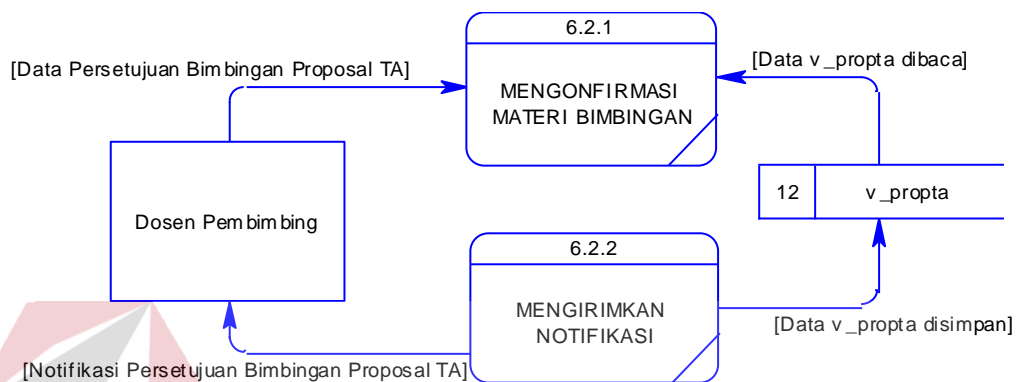 6.2.1
[Data Persetujuan Bimbingan Proposal TA]
[Data v_propta dibaca]
MENGONFIRMASI
MATERI BIMBINGAN
12
v_propta
Dosen Pembimbing
6.2.2
MENGIRIMKAN
NOTIFIKASI
[Data v_propta disimpan]
[Notifikasi Persetujuan Bimbingan Proposal TA]